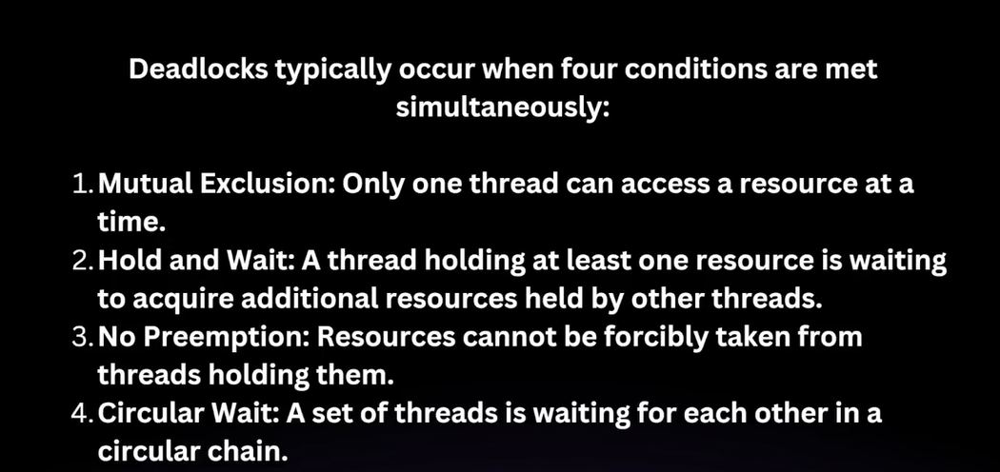 Deadlocks typically occur when four conditions are met
simultaneously:
1. Mutual Exclusion: Only one thread can access a resource at a
time.
2. Hold and Wait: A thread holding at least one resource is waiting
to acquire additional resources held by other threads.
3. No Preemption: Resources cannot be forcibly taken from
threads holding them.
4. Circular Wait: A set of threads is waiting for each other in a
circular chain.